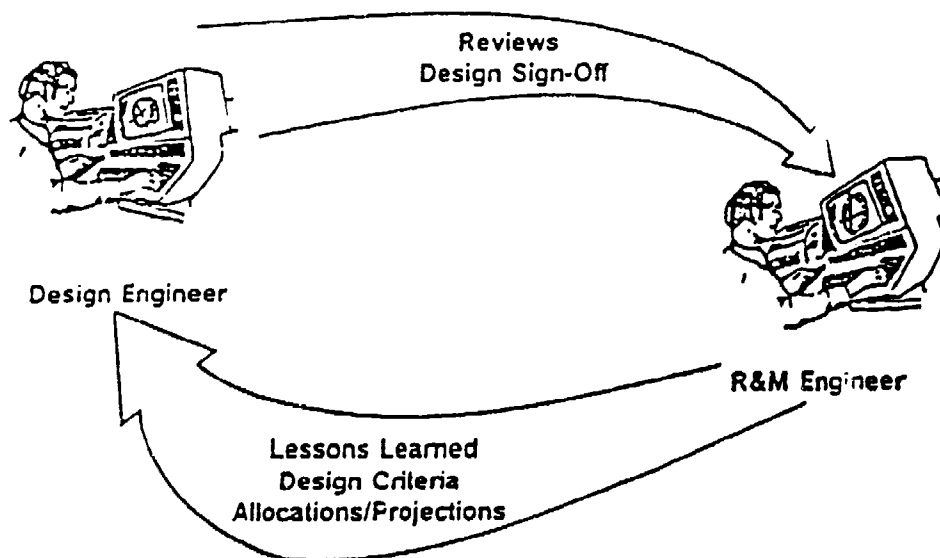 Reviews
Design Sign-Off
Design Engineer
R&M Engineer
Lessons Learned
Design Criteria
Allocations/Projections